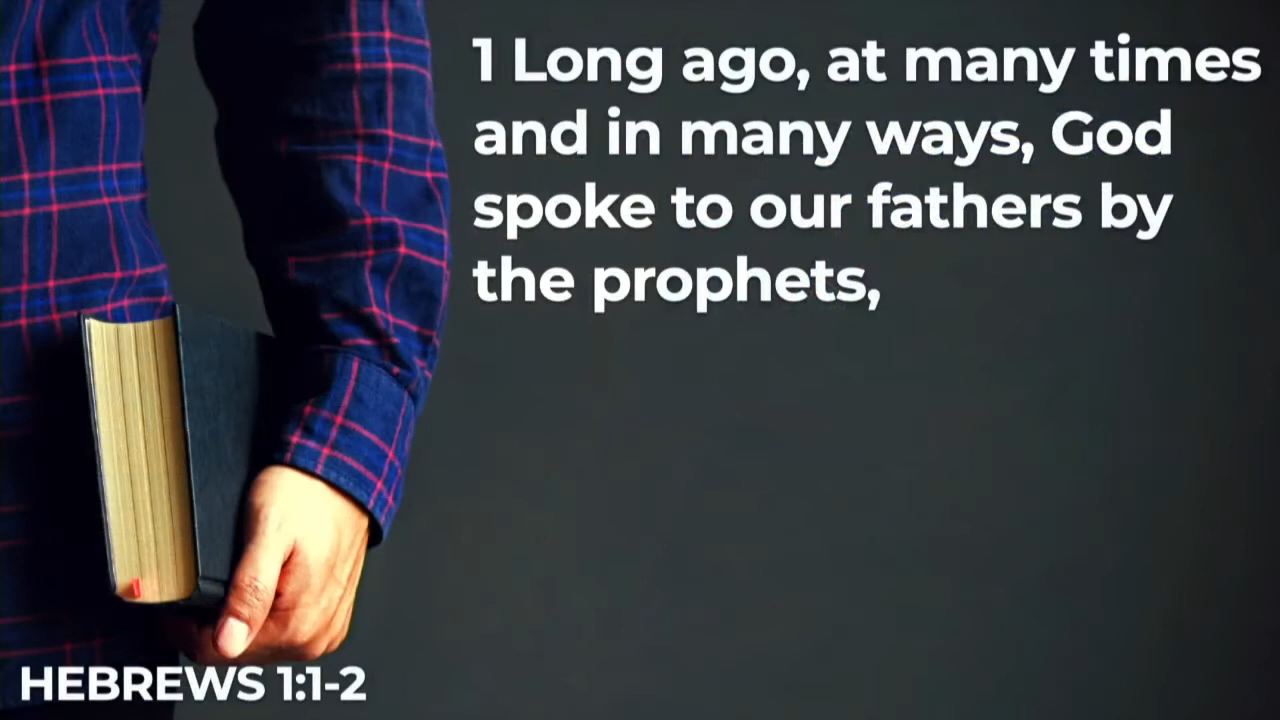 1 Long ago, at many times
and in many ways, God
spoke to our fathers by
the prophets,
HEBREWS 1:1-2